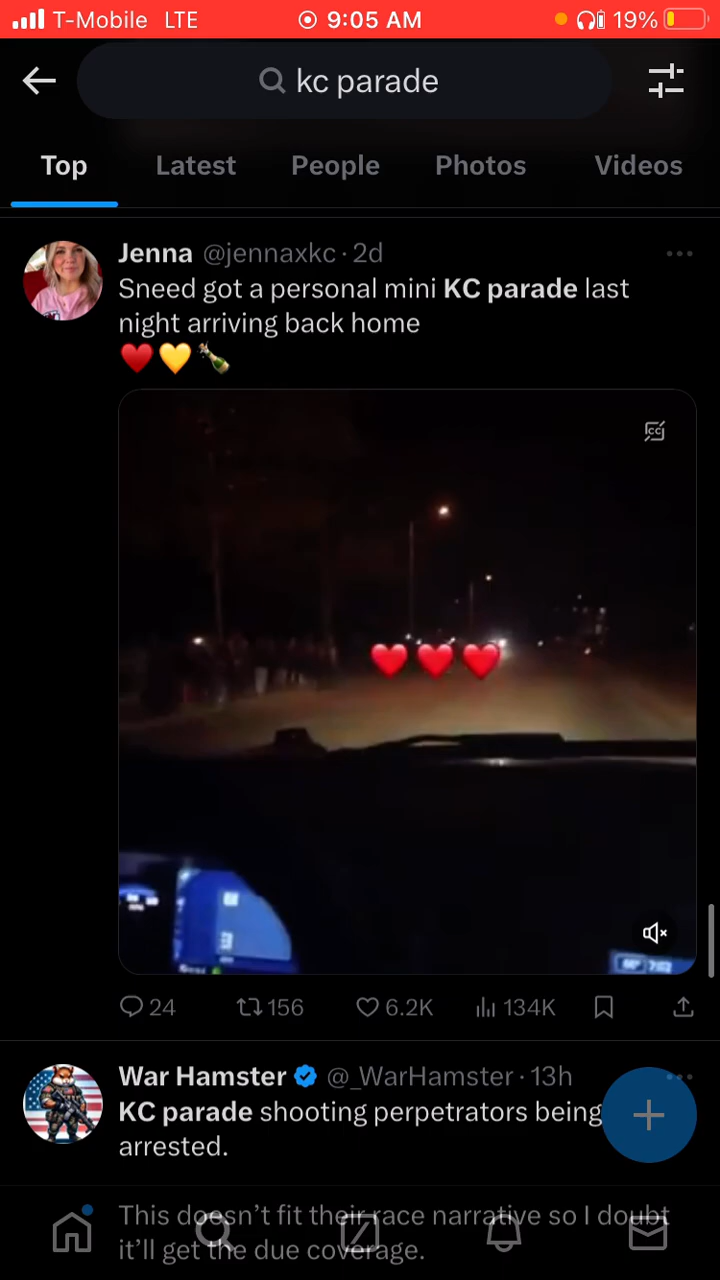 T-Mobile LTE 9:05 AM 19%
kc parade
Top Latest People Photos Videos
Jenna @jennaxkc · 2d
Sneed got a personal mini KC parade last
night arriving back home
CC
24 156 6.2K 134K
War Hamster @_WarHamster · 13h
KC parade shooting perpetrators being
arrested.
This doesn't fit their race narrative so I doubt
it'll get the due coverage.